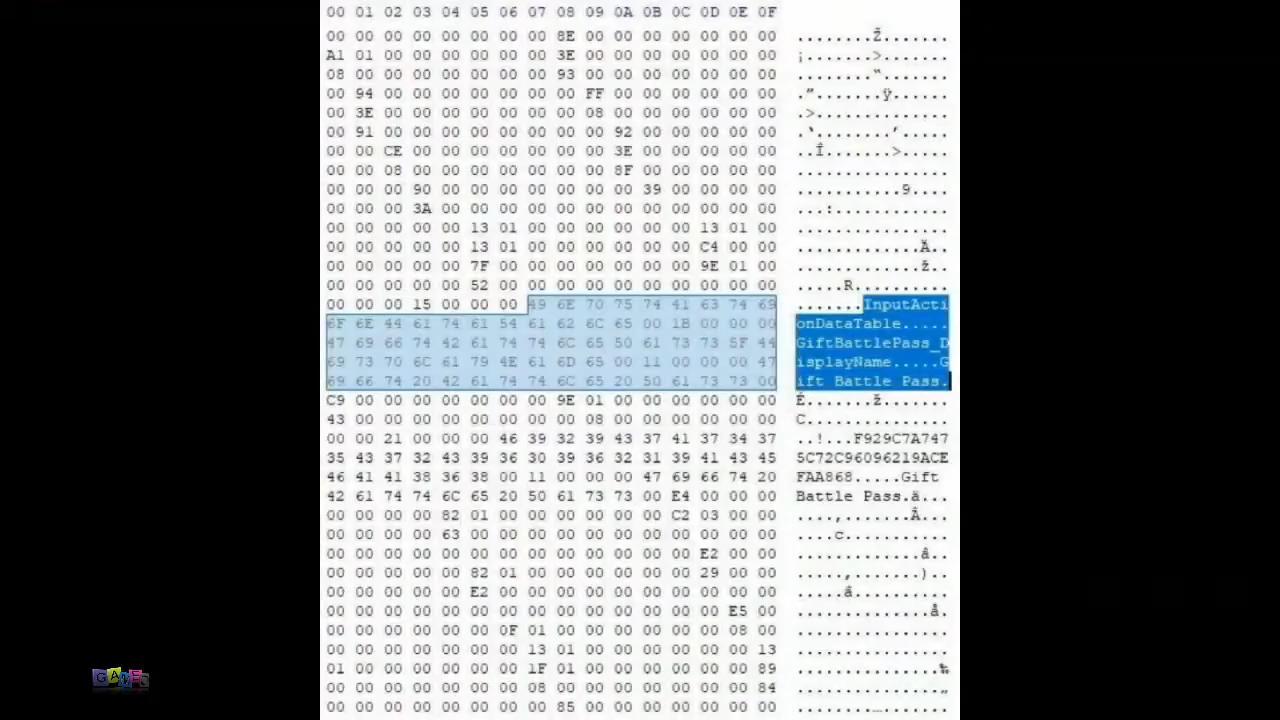 00 01 02 03 04 05 06 07 08 09 0A 0B 0C 0D 0E 0F
00 00 00 00 00 00 00 00 8E 00 00 00 00 00 00 00 ........Ž.......
A1 01 00 00 00 00 00 00 3E 00 00 00 00 00 00 00 ¡.......>.......
08 00 00 00 00 00 00 00 93 00 00 00 00 00 00 00 ........“.......
00 94 00 00 00 00 00 00 00 FF 00 00 00 00 00 00 .”.......ÿ......
00 3E 00 00 00 00 00 00 00 08 00 00 00 00 00 00 .>..............
00 91 00 00 00 00 00 00 00 00 92 00 00 00 00 00 .‘........’.....
00 00 CE 00 00 00 00 00 00 00 3E 00 00 00 00 00 ..Î.......>.....
00 00 08 00 00 00 00 00 00 00 8F 00 00 00 00 00 ................
00 00 00 90 00 00 00 00 00 00 00 39 00 00 00 00 ...........9....
00 00 00 3A 00 00 00 00 00 00 00 00 00 00 00 00 ...:............
00 00 00 00 00 13 01 00 00 00 00 00 00 13 01 00 ................
00 00 00 00 00 13 01 00 00 00 00 00 00 C4 00 00 .............Ä..
00 00 00 00 00 7F 00 00 00 00 00 00 00 9E 01 00 .............ž..
00 00 00 00 00 52 00 00 00 00 00 00 00 00 00 00 .....R..........
00 00 00 15 00 00 00 49 6E 70 75 74 41 63 74 69 .......InputActi
6F 6E 44 61 74 61 54 61 62 6C 65 00 1B 00 00 00 onDataTable.....
47 69 66 74 42 61 74 74 6C 65 50 61 73 73 5F 44 GiftBattlePass_D
69 73 70 6C 61 79 4E 61 6D 65 00 11 00 00 00 47 isplayName.....G
69 66 74 20 42 61 74 74 6C 65 20 50 61 73 73 00 ift Battle Pass.
C9 00 00 00 00 00 00 00 9E 01 00 00 00 00 00 00 É.......ž.......
43 00 00 00 00 00 00 00 00 08 00 00 00 00 00 00 C...............
00 00 21 00 00 00 46 39 32 39 43 37 41 37 34 37 ..!...F929C7A747
35 43 37 32 43 39 36 30 39 36 32 31 39 41 43 45 5C72C96096219ACE
46 41 41 38 36 38 00 11 00 00 00 47 69 66 74 20 FAA868.....Gift
42 61 74 74 6C 65 20 50 61 73 73 00 E4 00 00 00 Battle Pass.ä...
00 00 00 00 82 01 00 00 00 00 00 00 C2 03 00 00 ....‚.......Â...
00 00 00 00 63 00 00 00 00 00 00 00 00 00 00 00 ....c...........
00 00 00 00 00 00 00 00 00 00 00 00 00 E2 00 00 .............â..
00 00 00 00 00 82 01 00 00 00 00 00 00 29 00 00 .....‚.......)..
00 00 00 00 00 E2 00 00 00 00 00 00 00 00 00 00 .....â..........
00 00 00 00 00 00 00 00 00 00 00 00 00 00 E5 00 ..............å.
00 00 00 00 00 00 0F 01 00 00 00 00 00 00 08 00 ................
00 00 00 00 00 00 00 13 01 00 00 00 00 00 00 13 ................
01 00 00 00 00 00 00 1F 01 00 00 00 00 00 00 89 ...............‰
00 00 00 00 00 00 00 08 00 00 00 00 00 00 00 84 ...............„
00 00 00 00 00 00 00 00 85 00 00 00 00 00 00 00 ........….......
GAMES